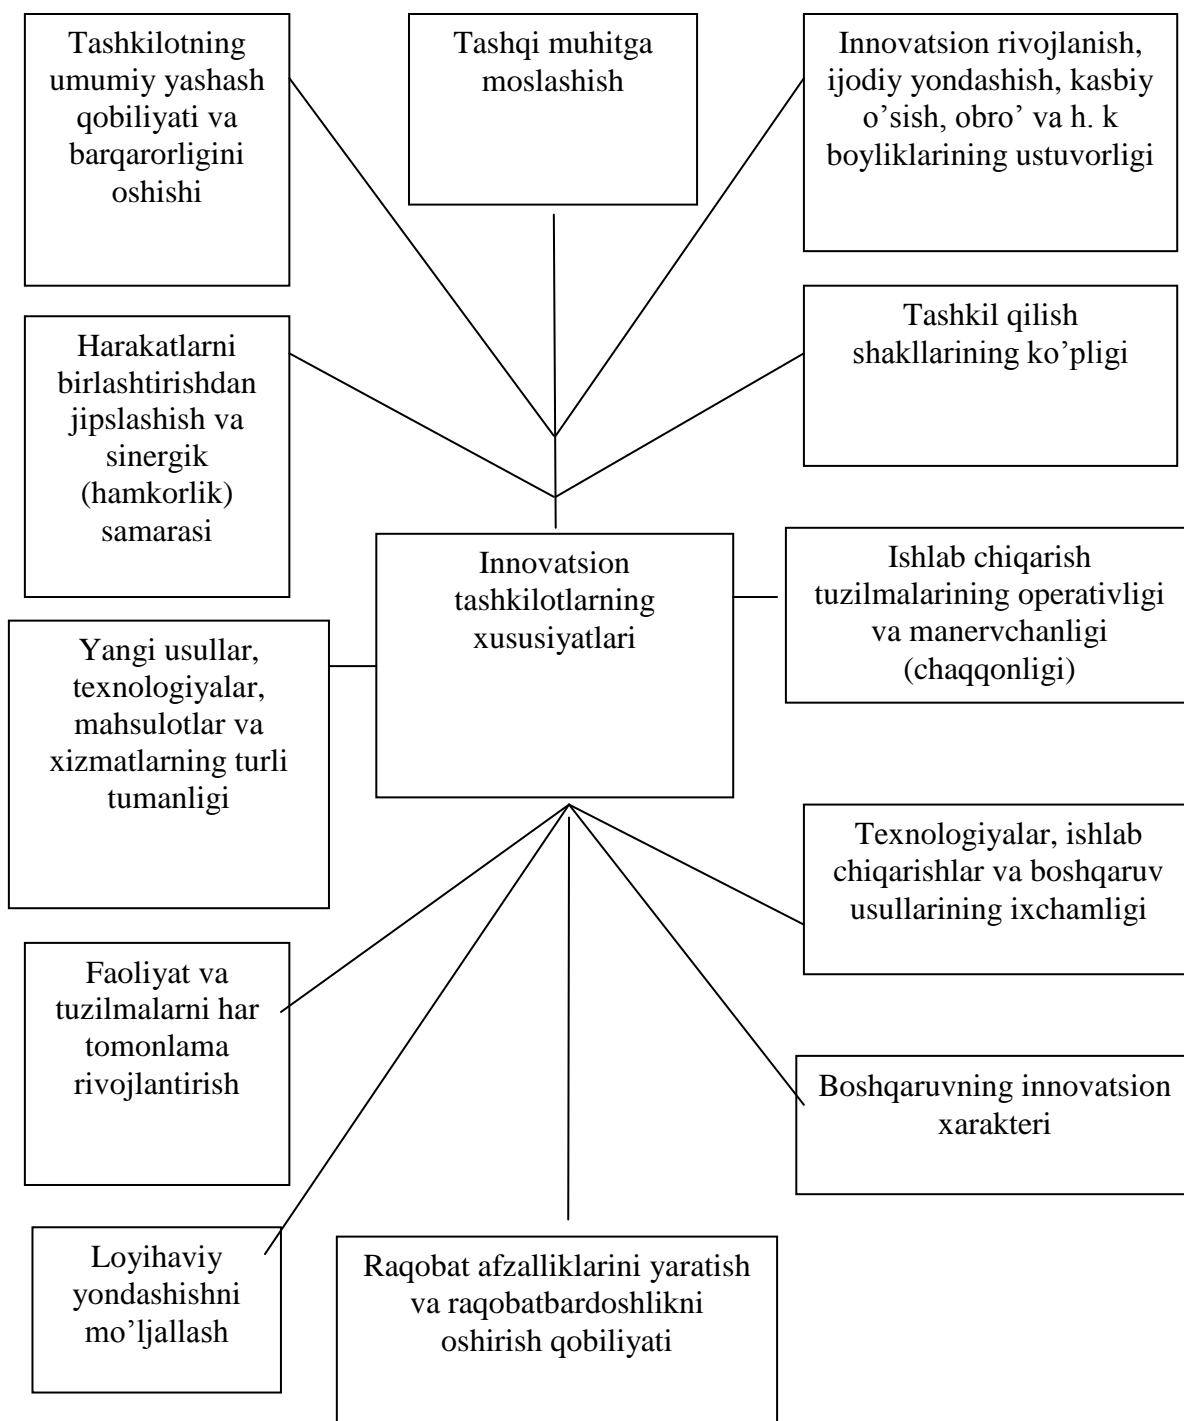 Tashkilotning
umumiy yashash
qobiliyati va
barqarorligini
oshishi
Tashqi muhitga
moslashish
Innovatsion rivojlanish,
ijodiy yondashish, kasbiy
o’sish, obro’ va h. k
boyliklarining ustuvorligi
Harakatlarni
birlashtirishdan
jipslashish va
sinergik
(hamkorlik)
samarasi
Tashkil qilish
shakllarining ko’pligi
Innovatsion
tashkilotlarning
xususiyatlari
Ishlab chiqarish
tuzilmalarining operativligi
va manervchanligi
(chaqqonligi)
Yangi usullar,
texnologiyalar,
mahsulotlar va
xizmatlarning turli
tumanligi
Texnologiyalar, ishlab
chiqarishlar va boshqaruv
usullarining ixchamligi
Faoliyat va
tuzilmalarni har
tomonlama
rivojlantirish
Boshqaruvning innovatsion
xarakteri
Loyihaviy
yondashishni
mo’ljallash
Raqobat afzalliklarini yaratish
va raqobatbardoshlikni
oshirish qobiliyati